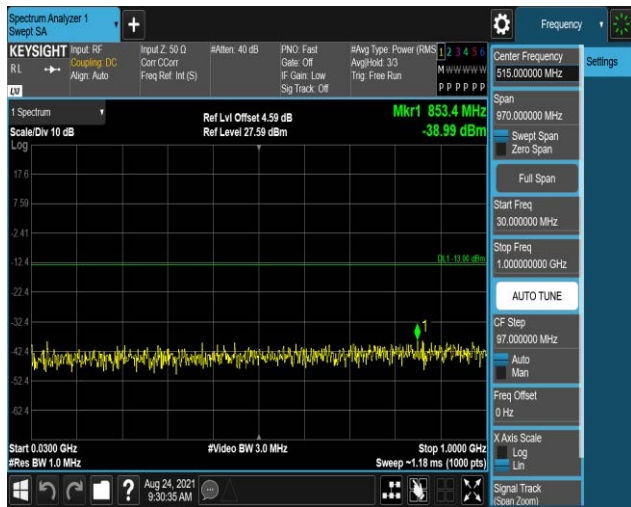 Spectrum Analyzer 1
Swept SA
Frequency
KEYSIGHT
RL
LXI
Input: RF
Coupling: DC
Align: Auto
Input Z: 50 Ω
Corr CCorr
Freq Ref: Int (S)
#Atten: 40 dB
PNO: Fast
Gate: Off
IF Gain: Low
Sig Track: Off
#Avg Type: Power (RMS
Avg|Hold: 3/3
Trig: Free Run
1 2 3 4 5 6
M W W W W W
P P P P P P
1 Spectrum
Scale/Div 10 dB
Log
Ref Lvl Offset 4.59 dB
Ref Level 27.59 dBm
Mkr1 853.4 MHz
-38.99 dBm
17.6
7.59
-2.41
-12.4
DL1 -13.00 dBm
-22.4
-32.4
1
-42.4
-52.4
-62.4
Start 0.0300 GHz
#Video BW 3.0 MHz
Stop 1.0000 GHz
#Res BW 1.0 MHz
Sweep ~1.18 ms (1000 pts)
?
Aug 24, 2021
9:30:35 AM
Center Frequency
515.000000 MHz
Settings
Span
970.000000 MHz
Swept Span
Zero Span
Full Span
Start Freq
30.000000 MHz
Stop Freq
1.000000000 GHz
AUTO TUNE
CF Step
97.000000 MHz
Auto
Man
Freq Offset
0 Hz
X Axis Scale
Log
Lin
Signal Track
(Span Zoom)